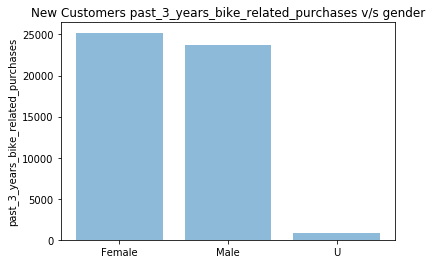 New Customers past_3_years_bike_related_purchases v/s gender
past_3_years_bike_related_purchases
25000
20000
15000
10000
5000
0
Female Male U